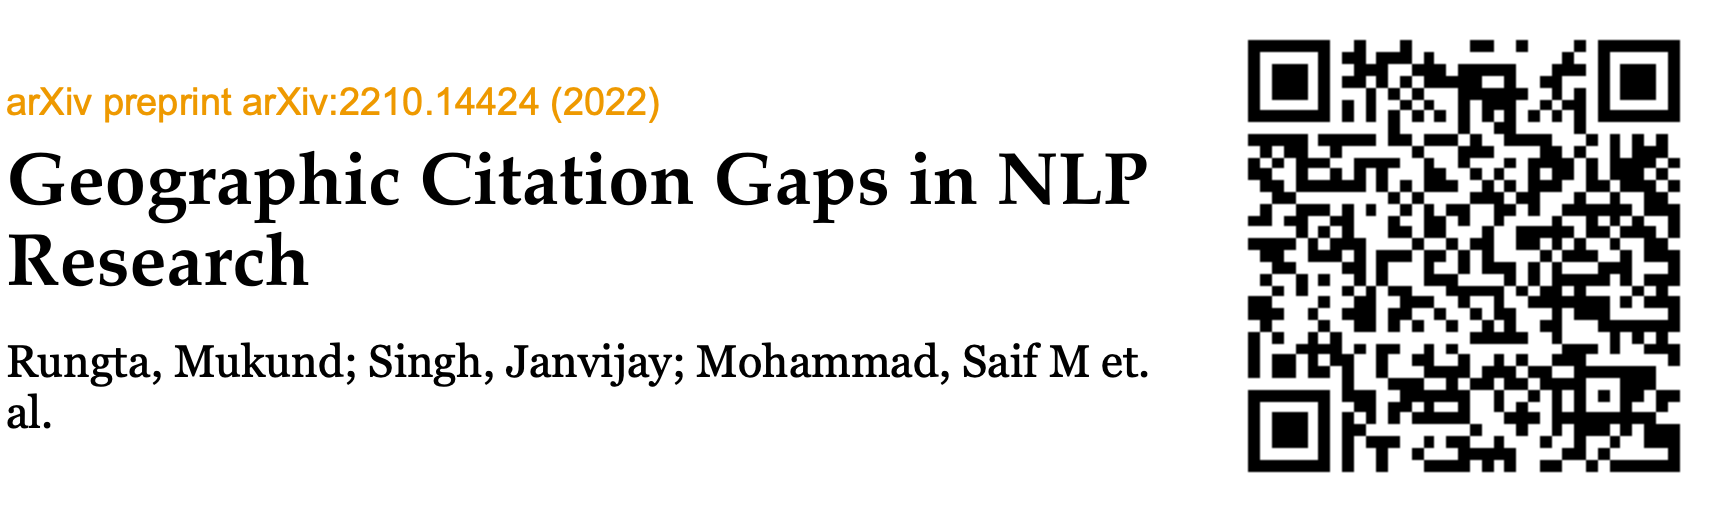 arXiv preprint arXiv:2210.14424 (2022)
Geographic Citation Gaps in NLP
Research
Rungta, Mukund; Singh, Janvijay; Mohammad, Saif M et.
al.